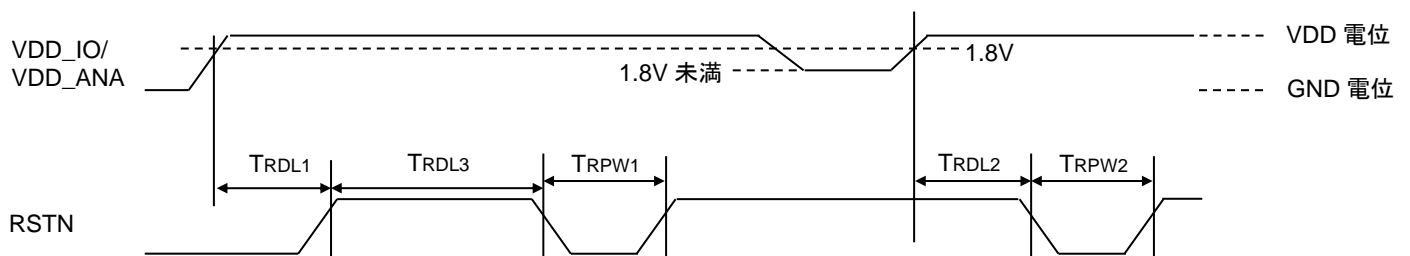 VDD_IO/
VDD_ANA
1.8V 未満
1.8V
VDD 電位
GND 電位
TRDL1
TRDL3
TRPW1
TRDL2
TRPW2
RSTN